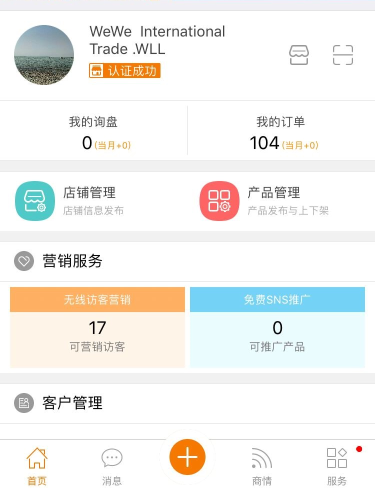 WeWe International
Trade .WLL
认证成功
我的询盘
我的订单
0(当月+0)
104(当月+0)
店铺管理
店铺信息发布
产品管理
产品发布与上下架
营销服务
无线访客营销
免费SNS推广
17
0
可营销访客
可推广产品
客户管理
首页
消息
商情
服务